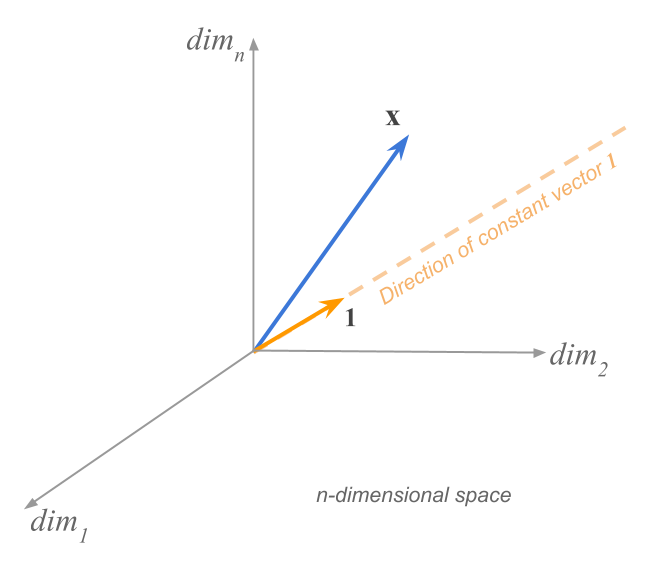 dim_n
x
Direction of constant vector 1
1
dim_2
n-dimensional space
dim_1